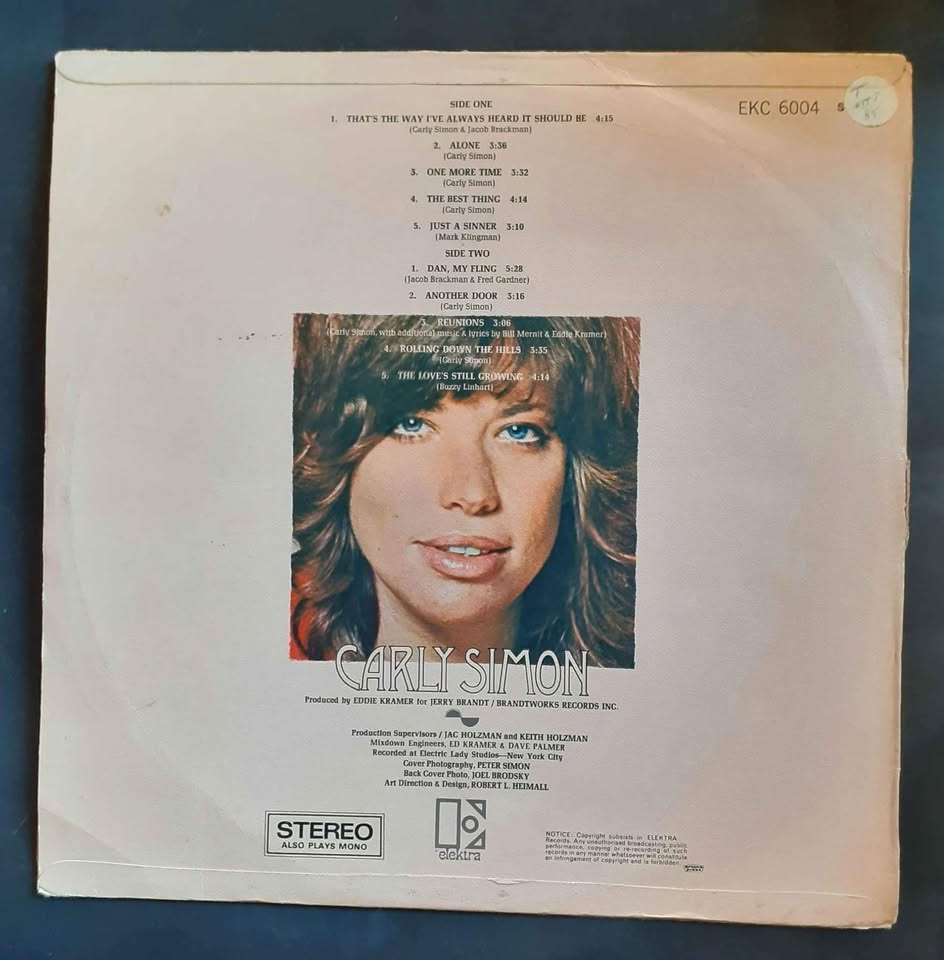 EKC 6004
SIDE ONE
1. THAT'S THE WAY I'VE ALWAYS HEARD IT SHOULD BE 4:15
(Carly Simon & Jacob Brackman)
2. ALONE 3:36
(Carly Simon)
3. ONE MORE TIME 3:32
(Carly Simon)
4. THE BEST THING 4:14
(Carly Simon)
5. JUST A SINNER 3:10
(Mark Klingman)
SIDE TWO
1. DAN, MY FLING 5:28
(Jacob Brackman & Fred Gardner)
2. ANOTHER DOOR 3:16
(Carly Simon)
3. REUNIONS 3:06
(Carly Simon, with additional music & lyrics by Bill Mernit & Eddie Kramer)
4. ROLLING DOWN THE HILLS 3:35
(Carly Simon)
5. THE LOVE'S STILL GROWING 4:14
(Buzzy Linhart)
CARLY SIMON
Produced by EDDIE KRAMER for JERRY BRANDT / BRANDTWORKS RECORDS INC.
Production Supervisors / JAC HOLZMAN and KEITH HOLZMAN
Mixdown Engineers, ED KRAMER & DAVE PALMER
Recorded at Electric Lady Studios—New York City
Cover Photography, PETER SIMON
Back Cover Photo, JOEL BRODSKY
Art Direction & Design, ROBERT L. HEIMALL
STEREO
ALSO PLAYS MONO
elektra
NOTICE: Copyright subsists in ELEKTRA
Records. Any unauthorised broadcasting, public
performance, copying or re-recording of such
records in any manner whatsoever will constitute
an infringement of copyright and is forbidden.